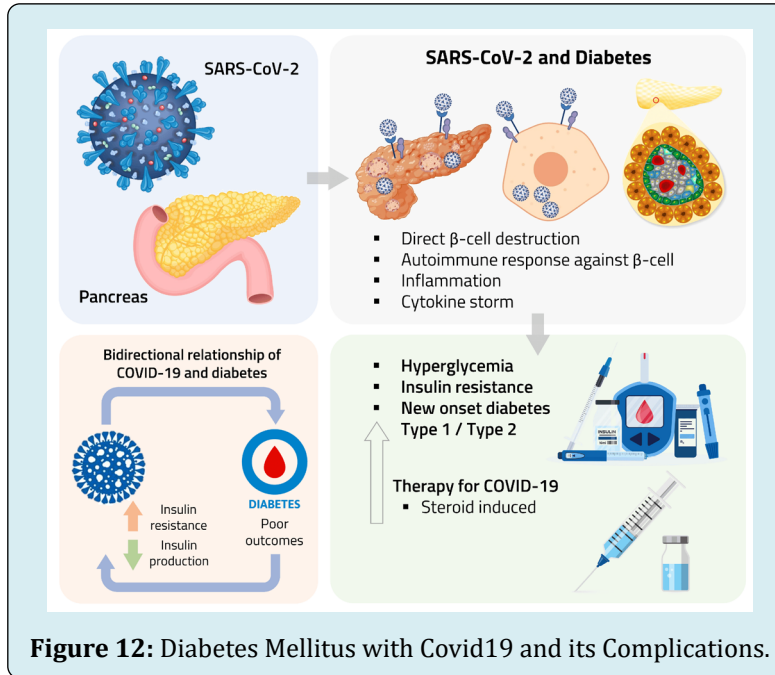 SARS-CoV-2
Pancreas
SARS-CoV-2 and Diabetes
▪ Direct β-cell destruction
▪ Autoimmune response against β-cell
▪ Inflammation
▪ Cytokine storm
Bidirectional relationship of
COVID-19 and diabetes
DIABETES
Insulin
resistance
Insulin
production
Poor
outcomes
▪ Hyperglycemia
▪ Insulin resistance
▪ New onset diabetes
Type 1 / Type 2
INSULIN
Therapy for COVID-19
▪ Steroid induced
Figure 12: Diabetes Mellitus with Covid19 and its Complications.